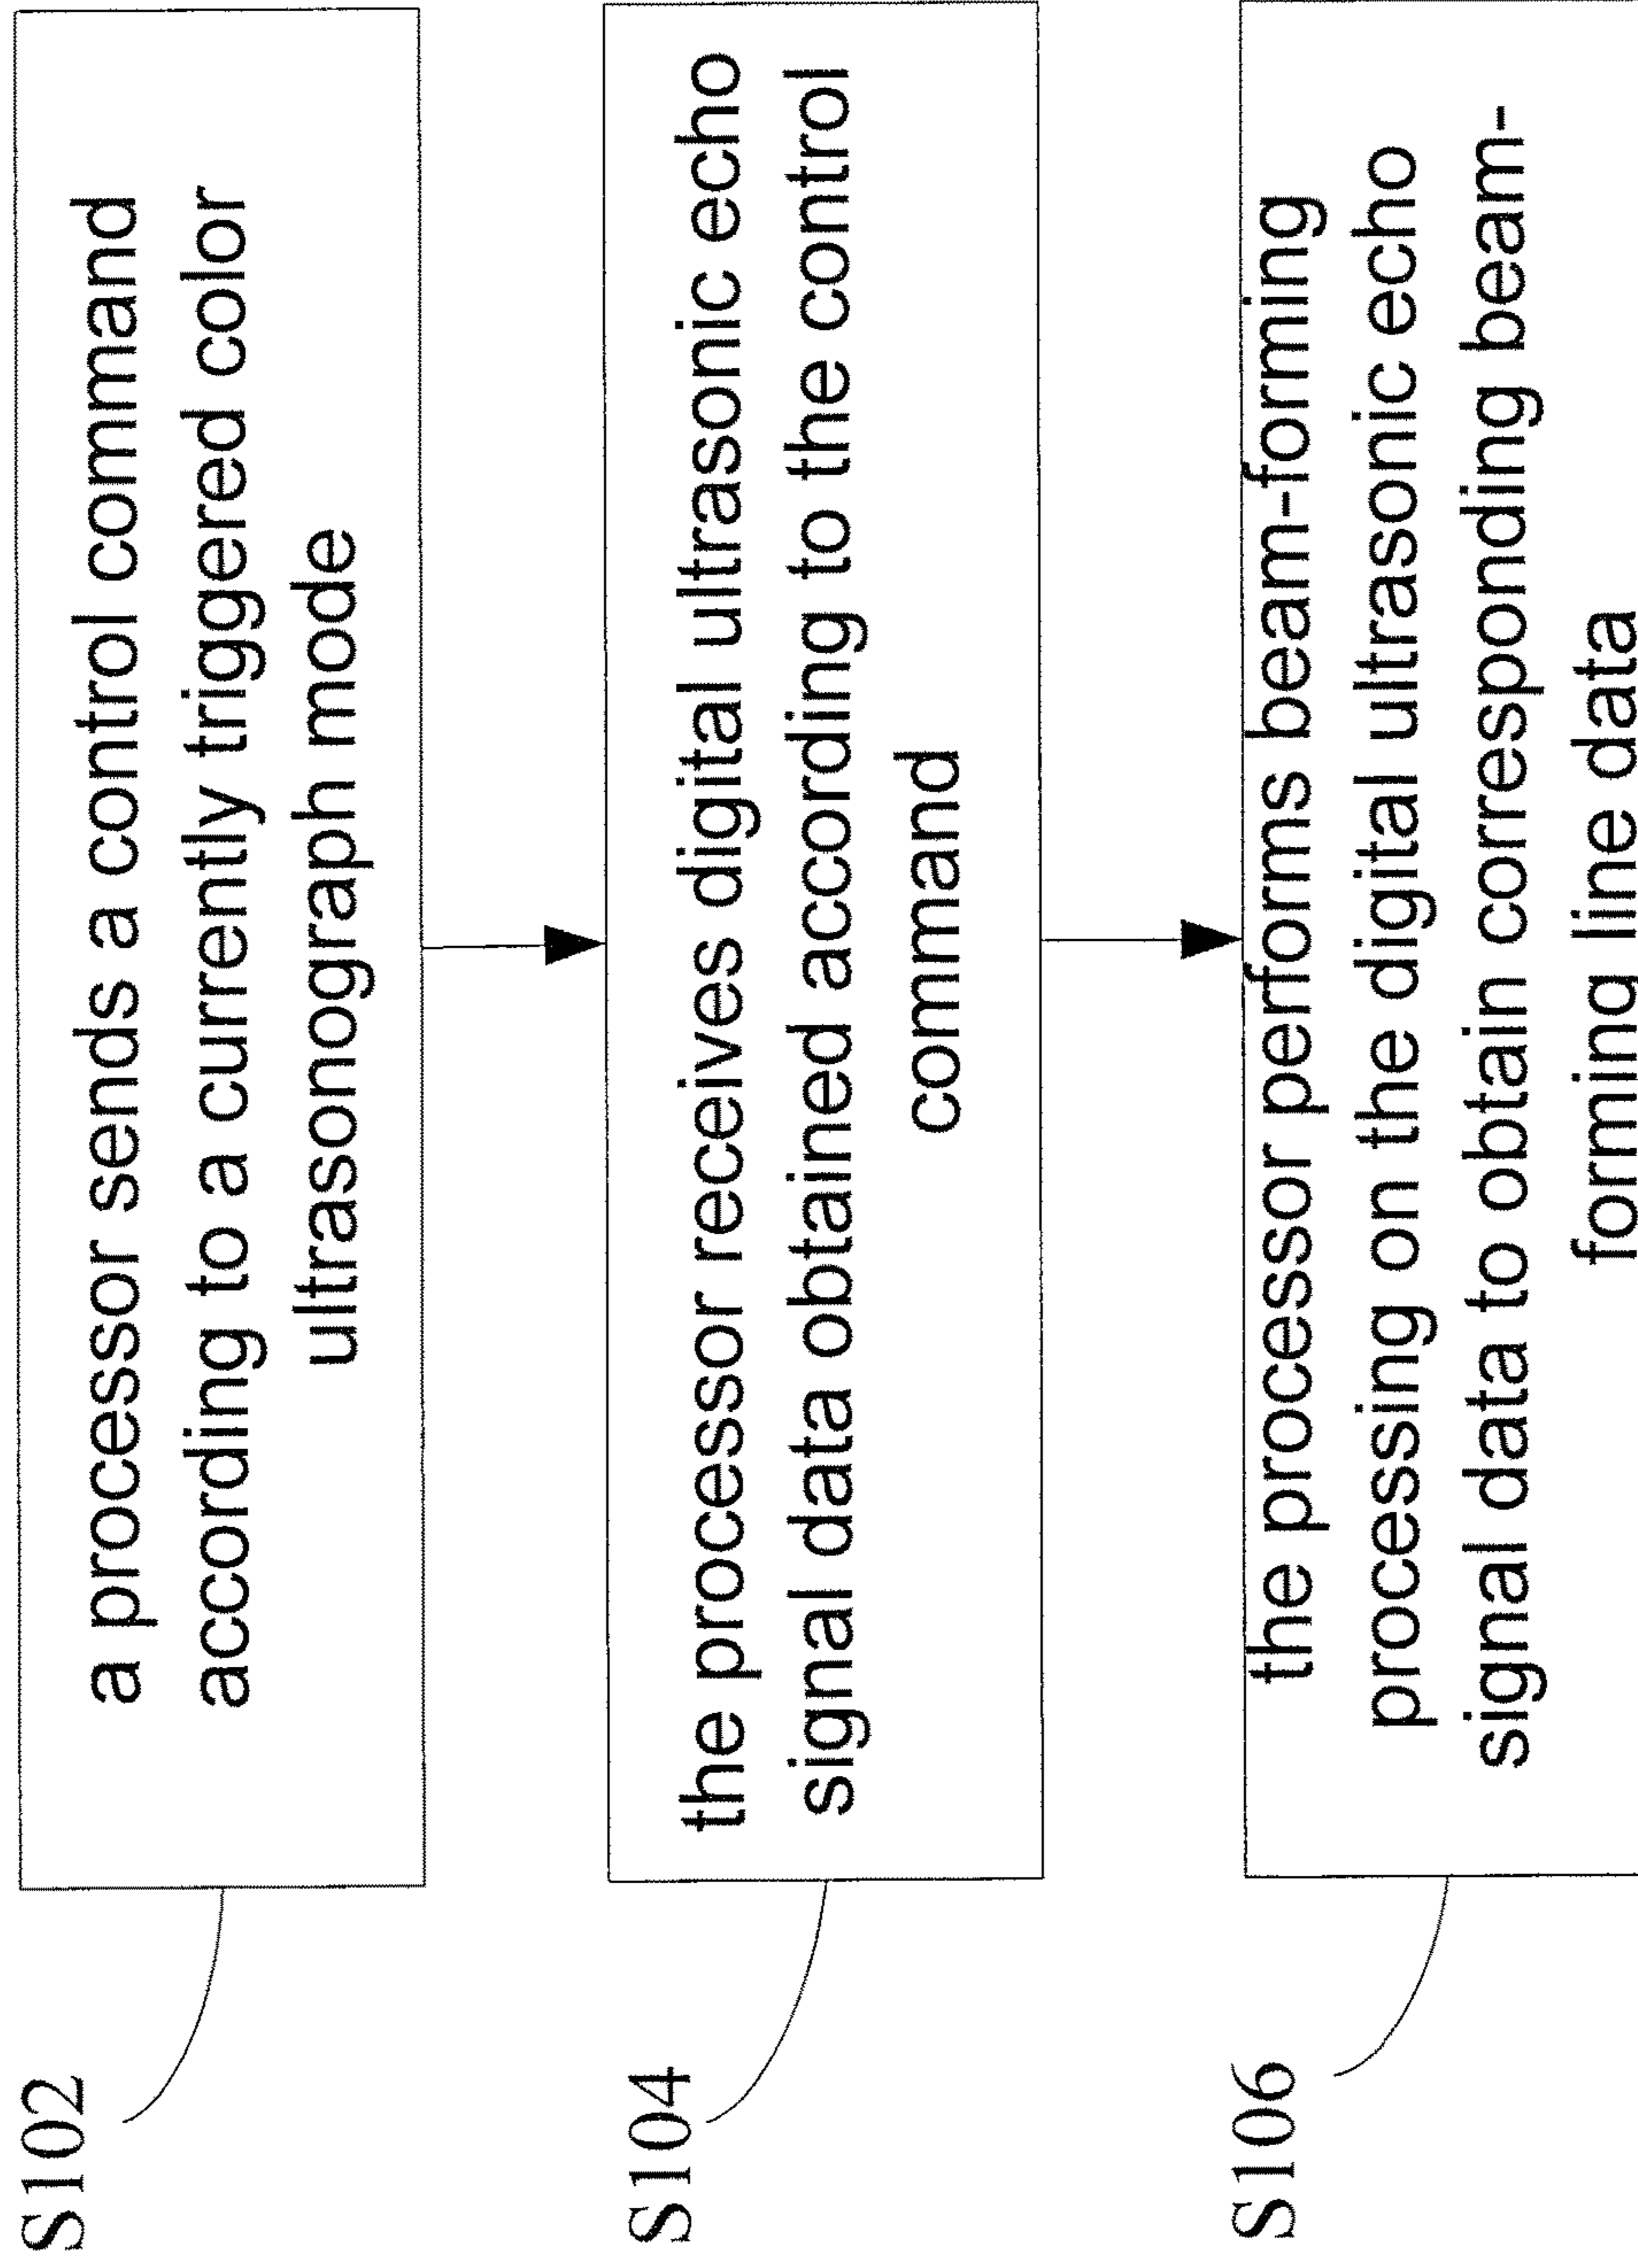 S102
a processor sends a control command
according to a currently triggered color
ultrasonograph mode
S104
the processor receives digital ultrasonic echo
signal data obtained according to the control
command
S106
the processor performs beam-forming
processing on the digital ultrasonic echo
signal data to obtain corresponding beam-
forming line data